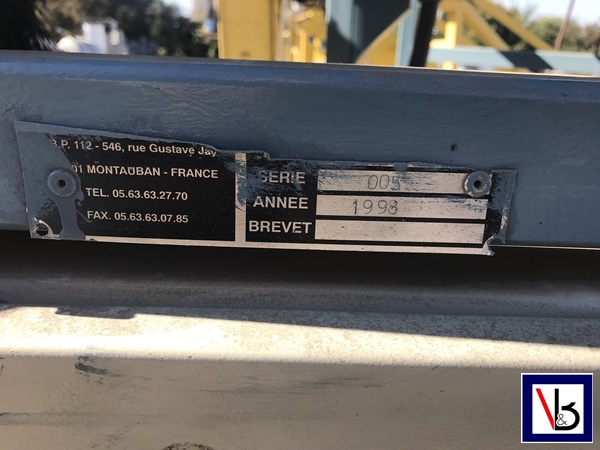 B.P. 112 - 546, rue Gustave Jay
01 MONTAUBAN - FRANCE
TEL. 05.63.63.27.70
FAX. 05.63.63.07.85
SERIE 005
ANNEE 1998
BREVET
V&B